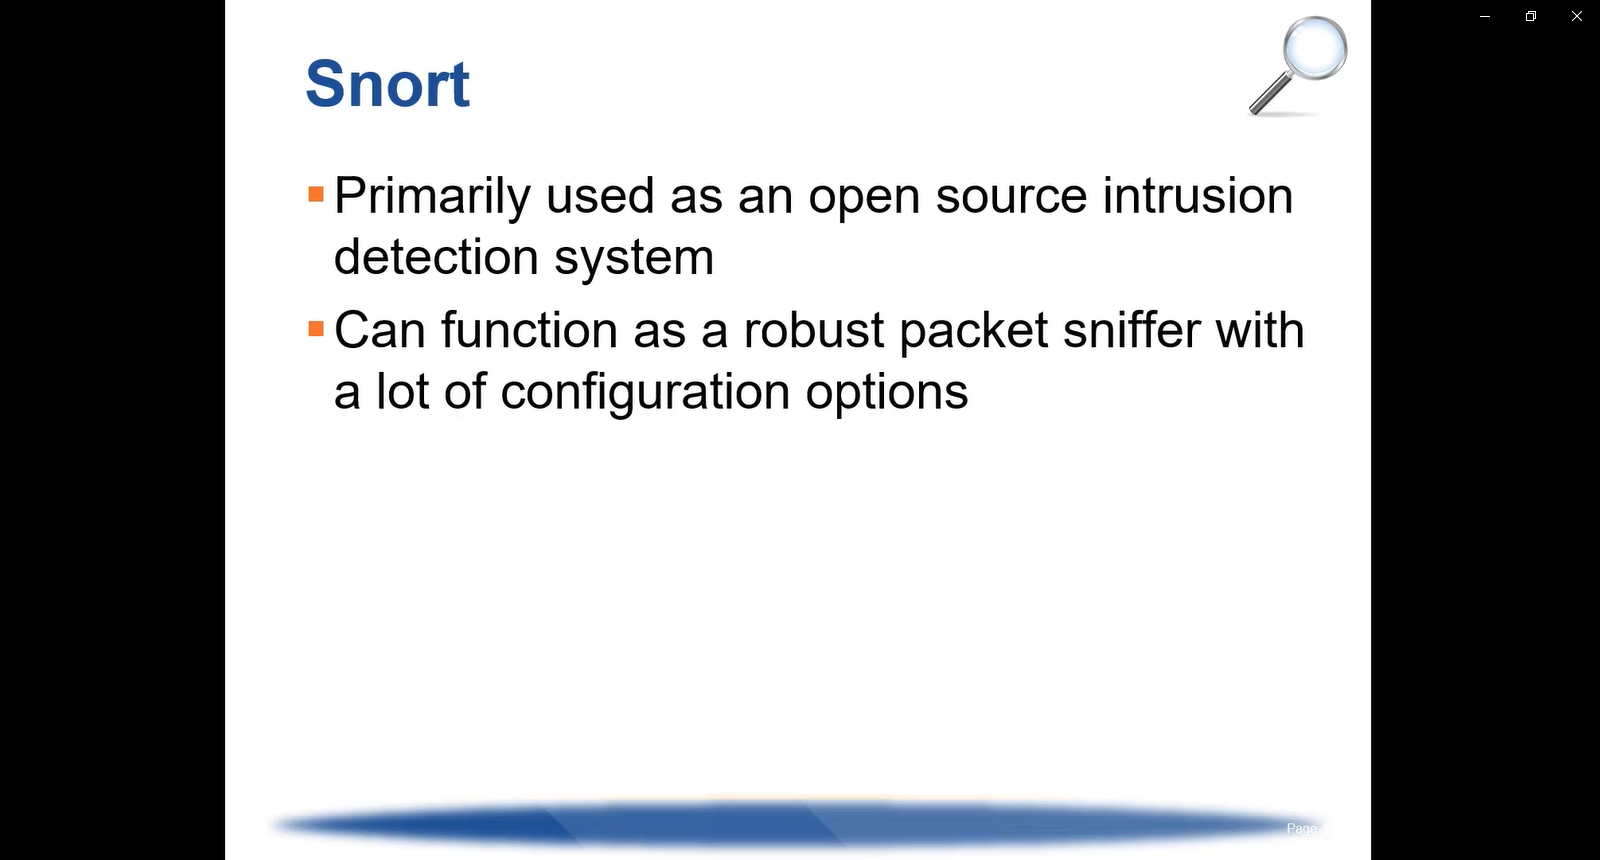 Snort
Primarily used as an open source intrusion
detection system
Can function as a robust packet sniffer with
a lot of configuration options
Page